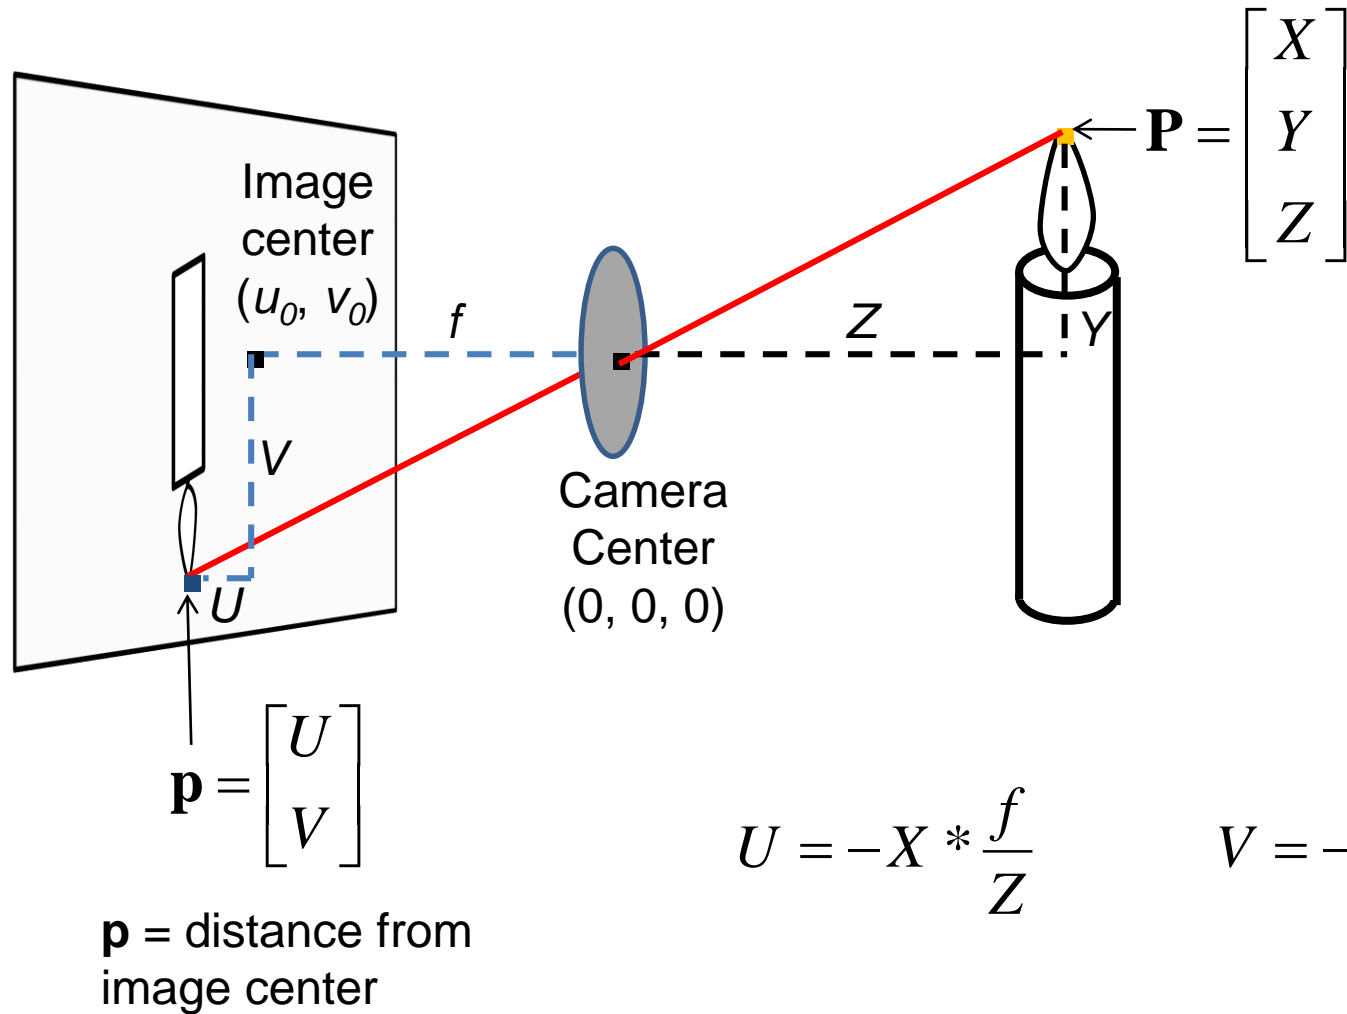 P = [X Y Z]
Image
center
(u0, v0)
f
Z
Y
V
U
Camera
Center
(0, 0, 0)
p = [U V]
U = −X * f/Z
V = −
p = distance from
image center